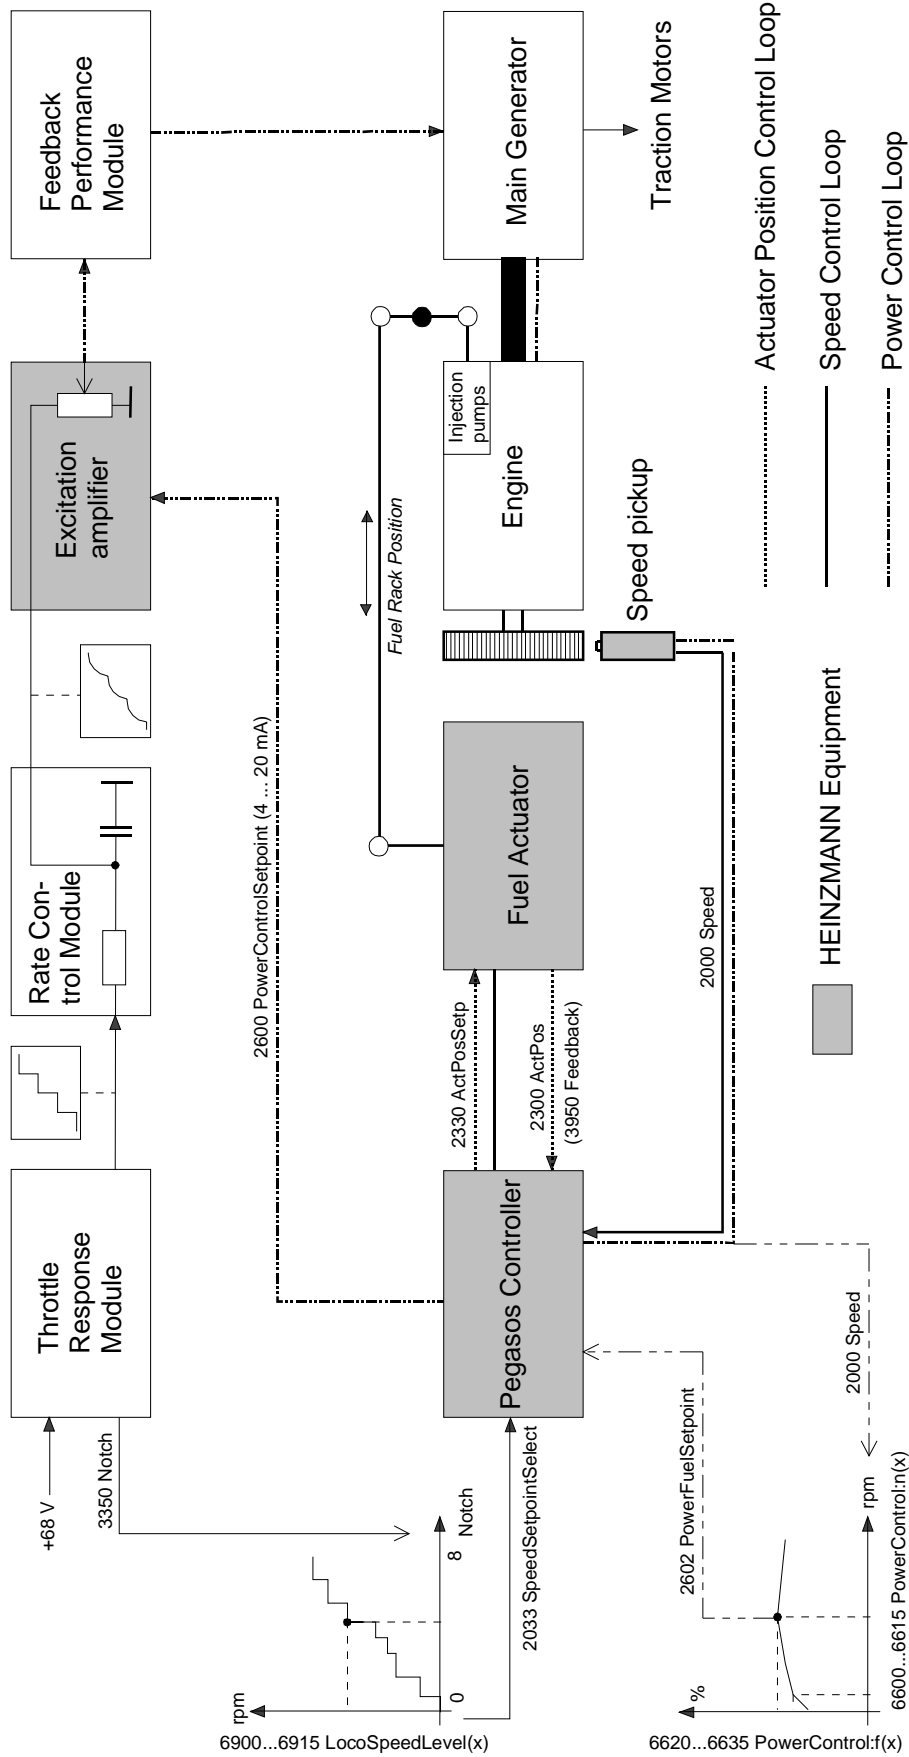 +68 V
3350 Notch
Throttle
Response
Module
Rate Con-
trol Module
Excitation
amplifier
Feedback
Performance
Module
2600 PowerControlSetpoint (4 ... 20 mA)
rpm
0
8
Notch
6900...6915 LocoSpeedLevel(x)
2033 SpeedSetpointSelect
Pegasos Controller
2330 ActPosSetp
2300 ActPos
(3950 Feedback)
Fuel Actuator
Fuel Rack Position
Engine
Injection
pumps
Main Generator
Traction Motors
Speed pickup
2000 Speed
2602 PowerFuelSetpoint
2000 Speed
%
rpm
6620...6635 PowerControl:f(x)
6600...6615 PowerControl:n(x)
HEINZMANN Equipment
Actuator Position Control Loop
Speed Control Loop
Power Control Loop